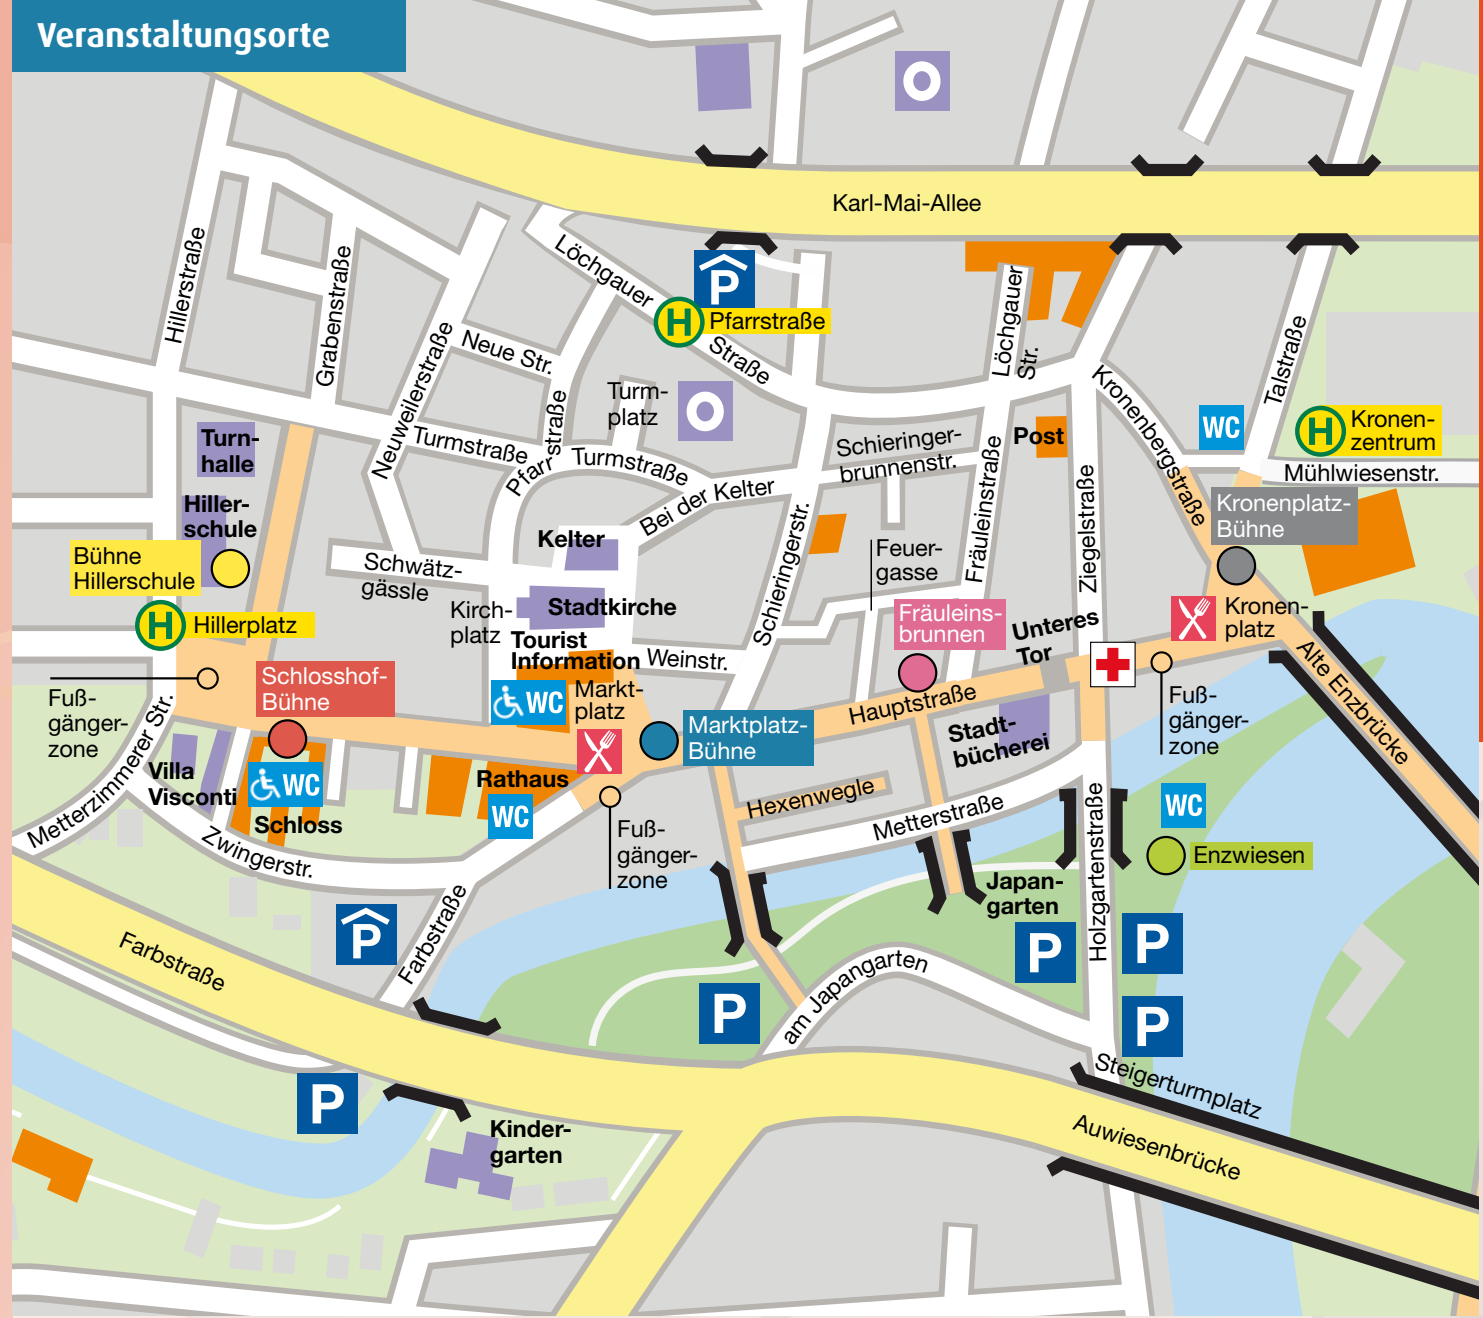 Veranstaltungsorte
Karl-Mai-Allee
Hillerstraße
Grabenstraße
Neuweilerstraße
Neue Str.
Löchgauer
Straße
P
H
Pfarrstraße
Löchgauer
Str.
Kronenbergstraße
Talstraße
WC
H
Kronen-
zentrum
Mühlwiesenstr.
Turm-
platz
Turmstraße
Pfarrstraße
Turmstraße
Bei der Kelter
Schieringer-
brunnenstr.
Post
Fräuleinstraße
Ziegelstraße
Schieringerstr.
Turn-
halle
Hiller-
schule
Bühne
Hillerschule
H
Hillerplatz
Schwätz-
gässle
Kelter
Kirch-
platz
Stadtkirche
Tourist
Information
Weinstr.
Feuer-
gasse
Fräuleins-
brunnen
Unteres
Tor
Kronenplatz-
Bühne
Kronen-
platz
Alte Enzbrücke
Fuß-
gänger-
zone
Schlosshof-
Bühne
WC
Markt-
platz
Marktplatz-
Bühne
Hauptstraße
Stadt-
bücherei
Fuß-
gänger-
zone
Metterzimmerer Str.
Villa
Visconti
WC
Schloss
Rathaus
WC
Fuß-
gänger-
zone
Hexenwegle
Metterstraße
Holzgartenstraße
WC
Enzwiesen
Zwingerstr.
Japan-
garten
P
Farbstraße
Farbstraße
P
P
P
P
am Japangarten
Steigerturmplatz
Auwiesenbrücke
P
Kinder-
garten